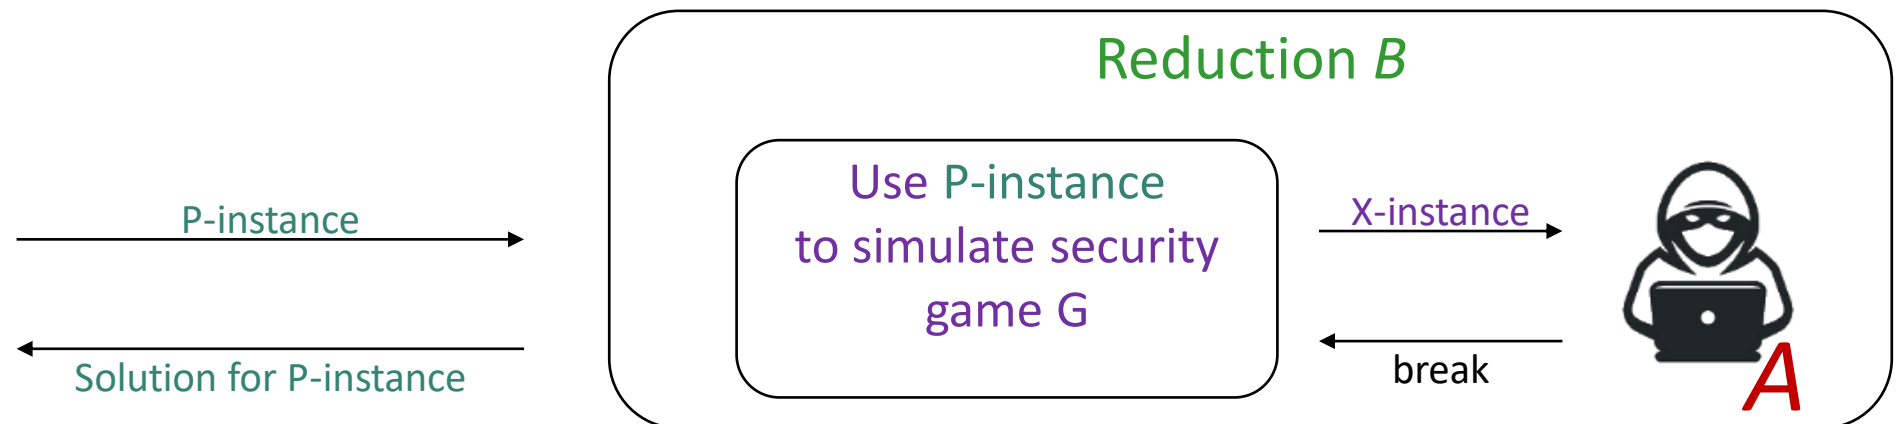 Reduction B
Use P-instance
to simulate security
game G
P-instance
Solution for P-instance
X-instance
break
A